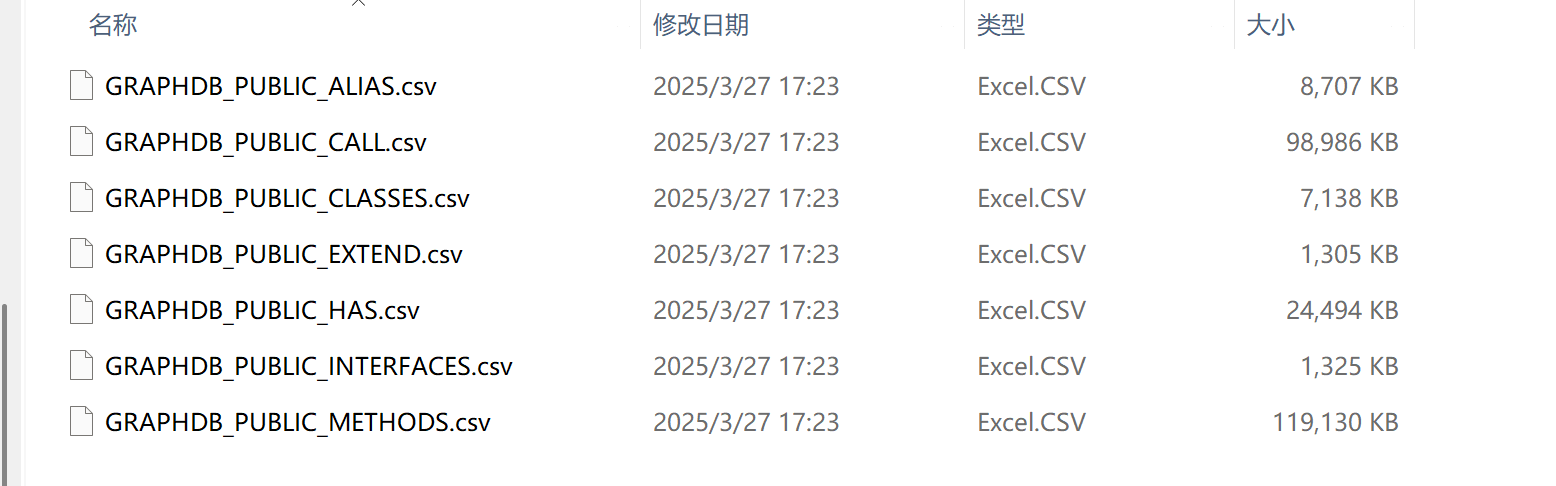 名称 修改日期 类型 大小
GRAPHDB_PUBLIC_ALIAS.csv 2025/3/27 17:23 Excel.CSV 8,707 KB
GRAPHDB_PUBLIC_CALL.csv 2025/3/27 17:23 Excel.CSV 98,986 KB
GRAPHDB_PUBLIC_CLASSES.csv 2025/3/27 17:23 Excel.CSV 7,138 KB
GRAPHDB_PUBLIC_EXTEND.csv 2025/3/27 17:23 Excel.CSV 1,305 KB
GRAPHDB_PUBLIC_HAS.csv 2025/3/27 17:23 Excel.CSV 24,494 KB
GRAPHDB_PUBLIC_INTERFACES.csv 2025/3/27 17:23 Excel.CSV 1,325 KB
GRAPHDB_PUBLIC_METHODS.csv 2025/3/27 17:23 Excel.CSV 119,130 KB